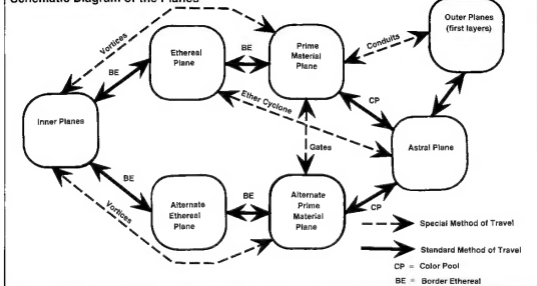 Schematic Diagram of the Planes
Outer Planes
(first layers)
Vortices
Ethereal
Plane
BE
Prime
Material
Plane
Conduits
BE
Ether Cyclone
CP
Inner Planes
Gates
Astral Plane
BE
Alternate
Ethereal
Plane
BE
Alternate
Prime
Material
Plane
CP
Vortices
Special Method of Travel
Standard Method of Travel
CP = Color Pool
BE = Border Ethereal